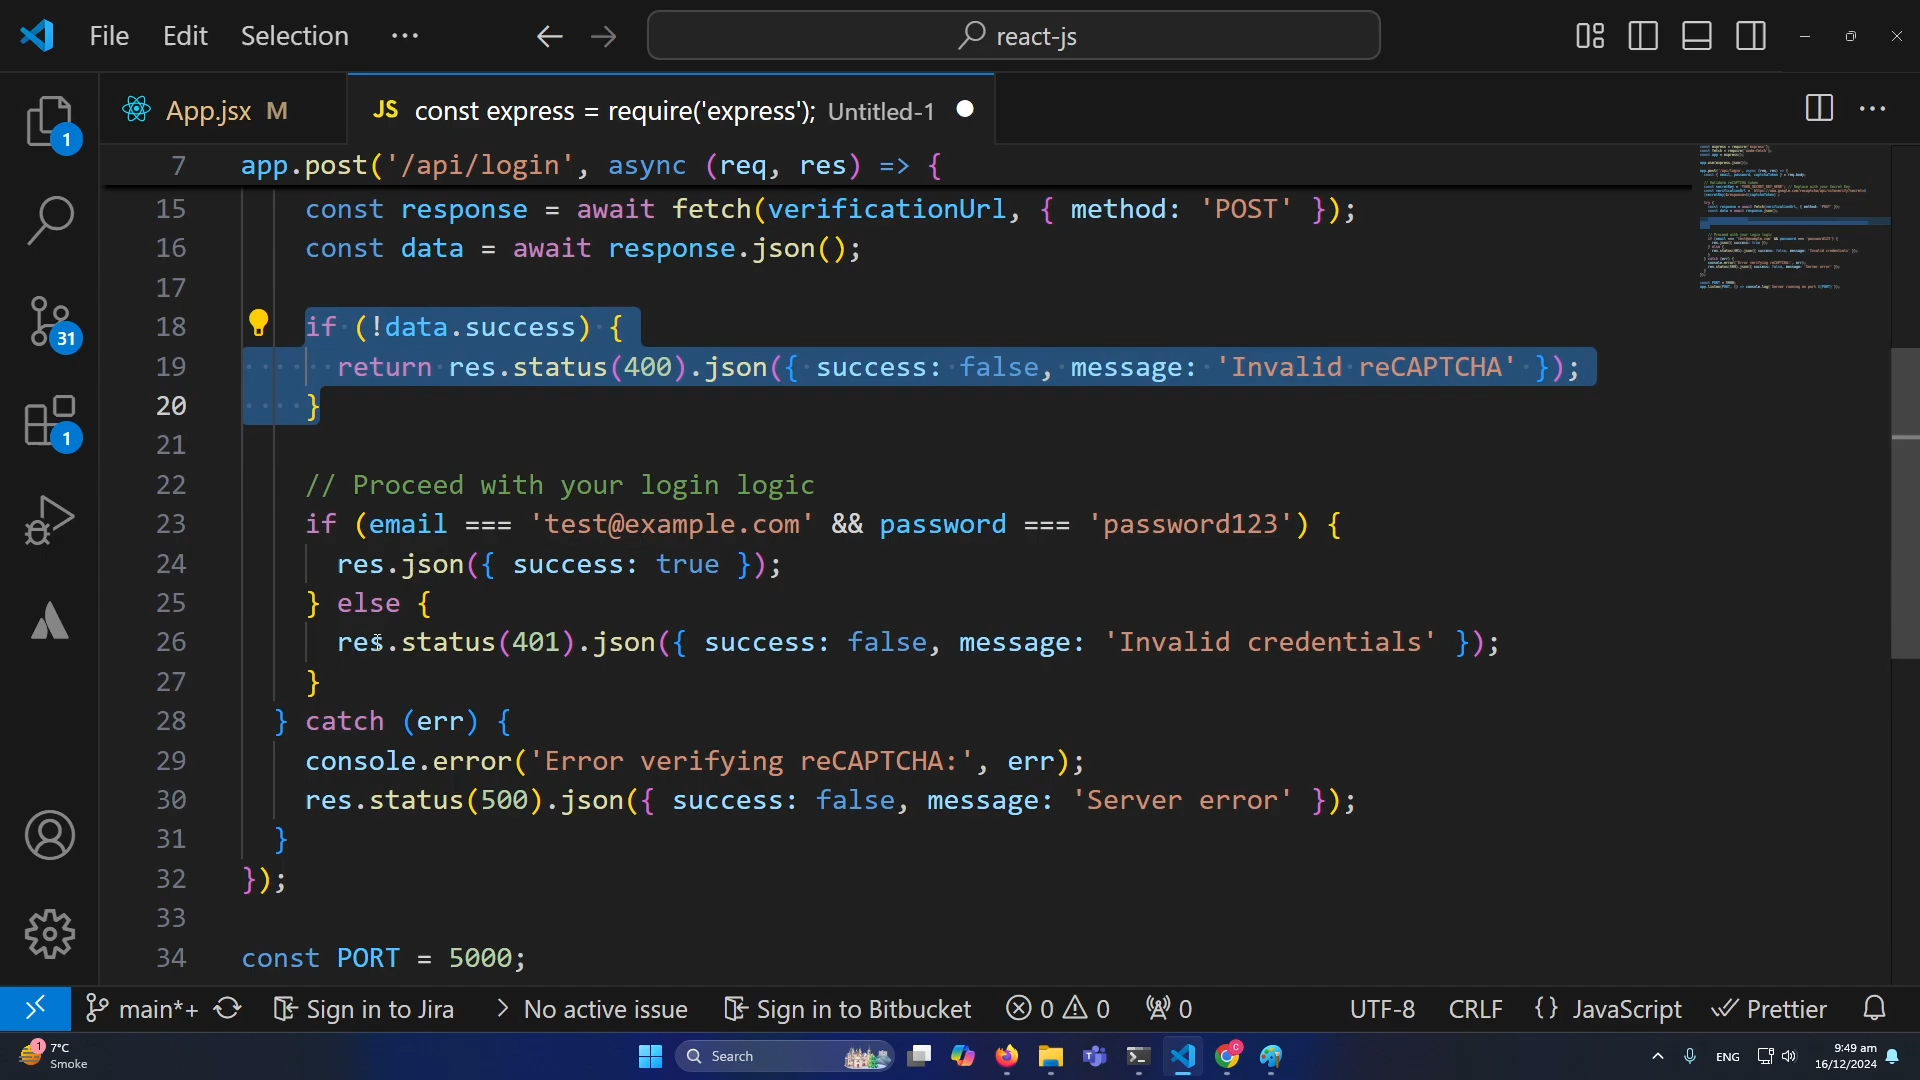 File Edit Selection ··· react-js
1 App.jsx M JS const express = require('express'); Untitled-1
7 app.post('/api/login', async (req, res) => {
15 const response = await fetch(verificationUrl, { method: 'POST' });
16 const data = await response.json();
17
18 if (!data.success) {
31 19 return res.status(400).json({ success: false, message: 'Invalid reCAPTCHA' });
20 }
1 21
22 // Proceed with your login logic
23 if (email === 'test@example.com' && password === 'password123') {
24 res.json({ success: true });
25 } else {
26 res.status(401).json({ success: false, message: 'Invalid credentials' });
27 }
28 } catch (err) {
29 console.error('Error verifying reCAPTCHA:', err);
30 res.status(500).json({ success: false, message: 'Server error' });
31 }
32 });
33
34 const PORT = 5000;
main*+ Sign in to Jira > No active issue Sign in to Bitbucket 0 0 0 UTF-8 CRLF {} JavaScript Prettier
1 7°C
Smoke
Search
C
ENG
9:49 am
16/12/2024